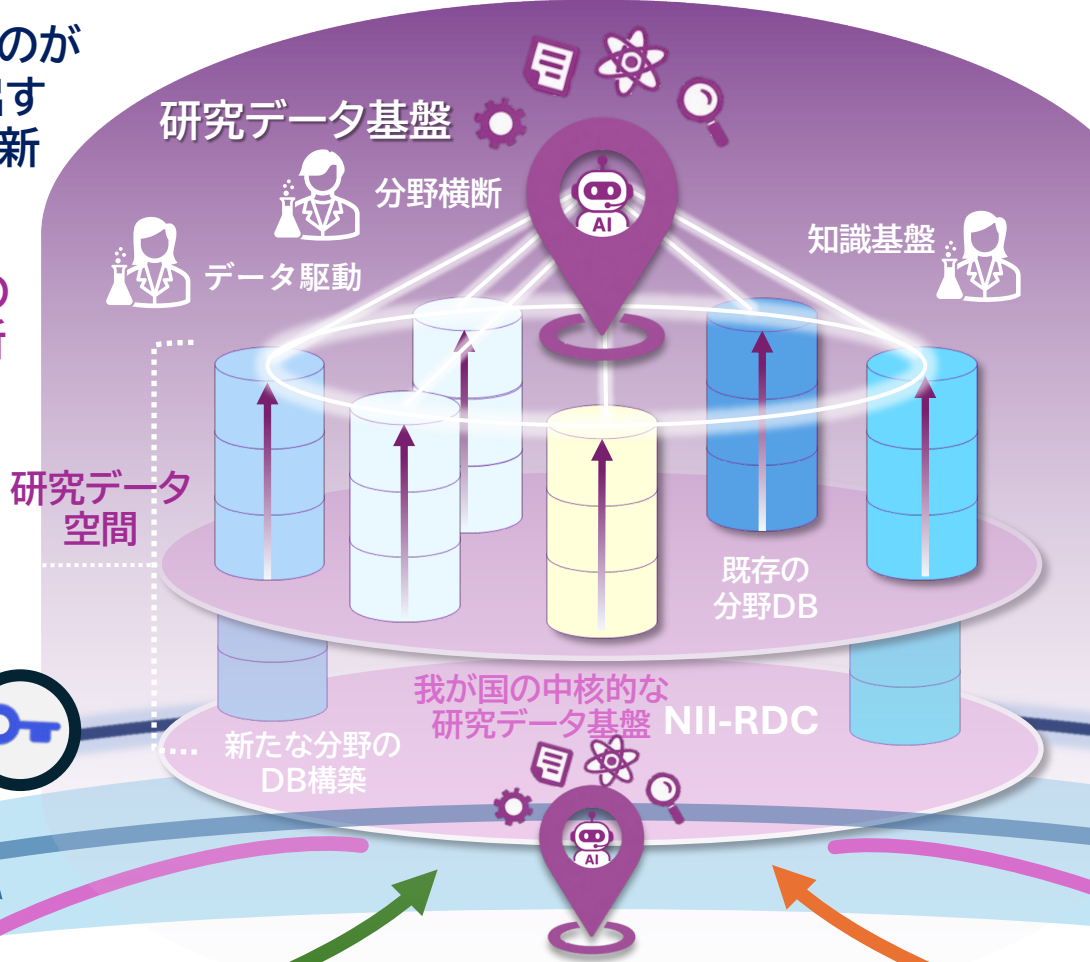 のが
出す
新
研究データ基盤
分野横断
データ駆動
知識基盤
AI
の
研究データ
空間
既存の
分野DB
我が国の中核的な
研究データ基盤 NII-RDC
新たな分野の
DB構築
AI